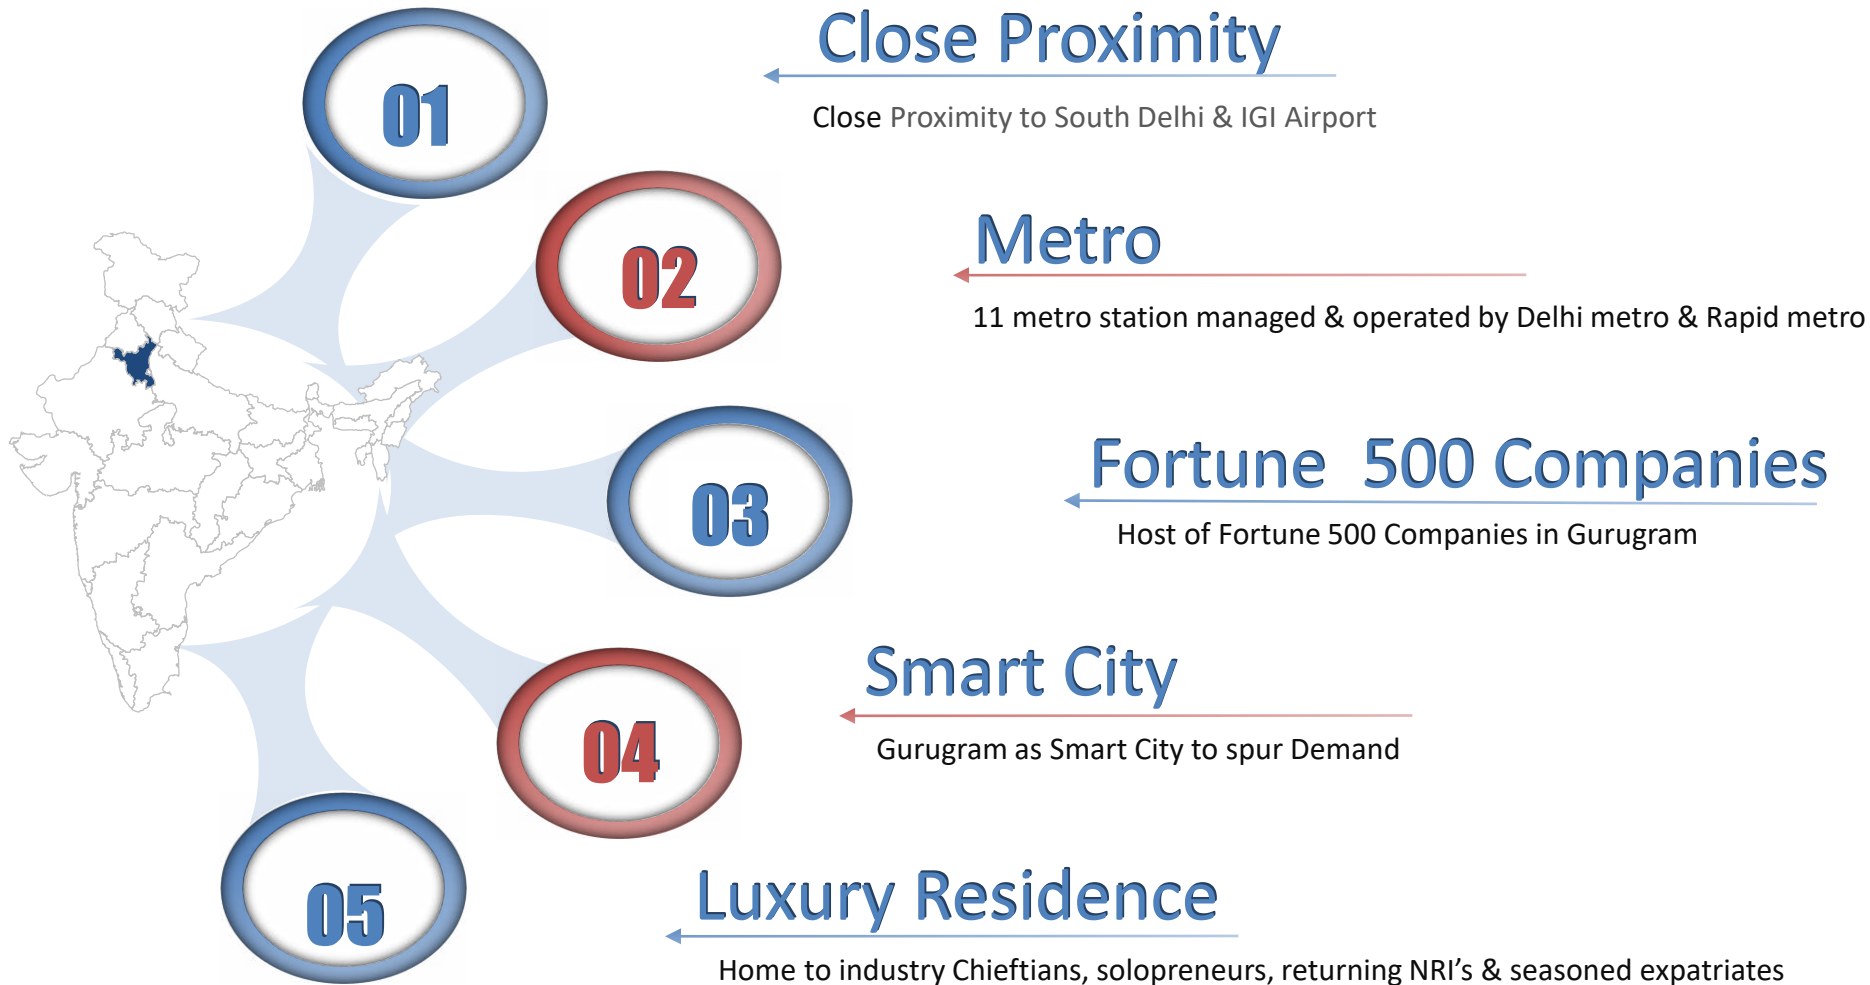 01
Close Proximity
Close Proximity to South Delhi & IGI Airport
02
Metro
11 metro station managed & operated by Delhi metro & Rapid metro
03
Fortune 500 Companies
Host of Fortune 500 Companies in Gurugram
04
Smart City
Gurugram as Smart City to spur Demand
05
Luxury Residence
Home to industry Chieftians, solopreneurs, returning NRI’s & seasoned expatriates